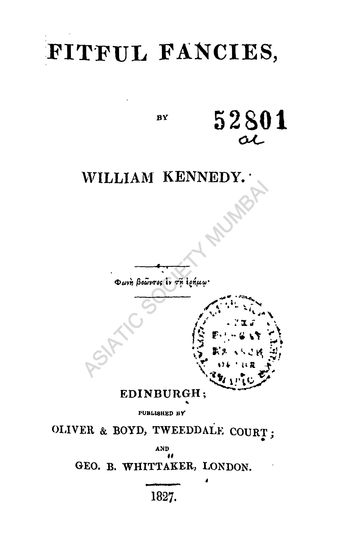 FITFUL FANCIES,
BY
52801
WILLIAM KENNEDY.
Φωνὴ βοῶντος ἐν τῇ ἐρήμῳ·
ASIATIC SOCIETY MUMBAI
EDINBURGH;
PUBLISHED BY
OLIVER & BOYD, TWEEDDALE COURT;
AND
GEO. B. WHITTAKER, LONDON.
1827.